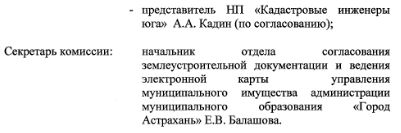 - представитель НП «Кадастровые инженеры
юга» А.А. Кадин (по согласованию);
Секретарь комиссии: начальник отдела согласования
землеустроительной документации и ведения
электронной карты управления
муниципального имущества администрации
муниципального образования «Город
Астрахань» Е.В. Балашова.